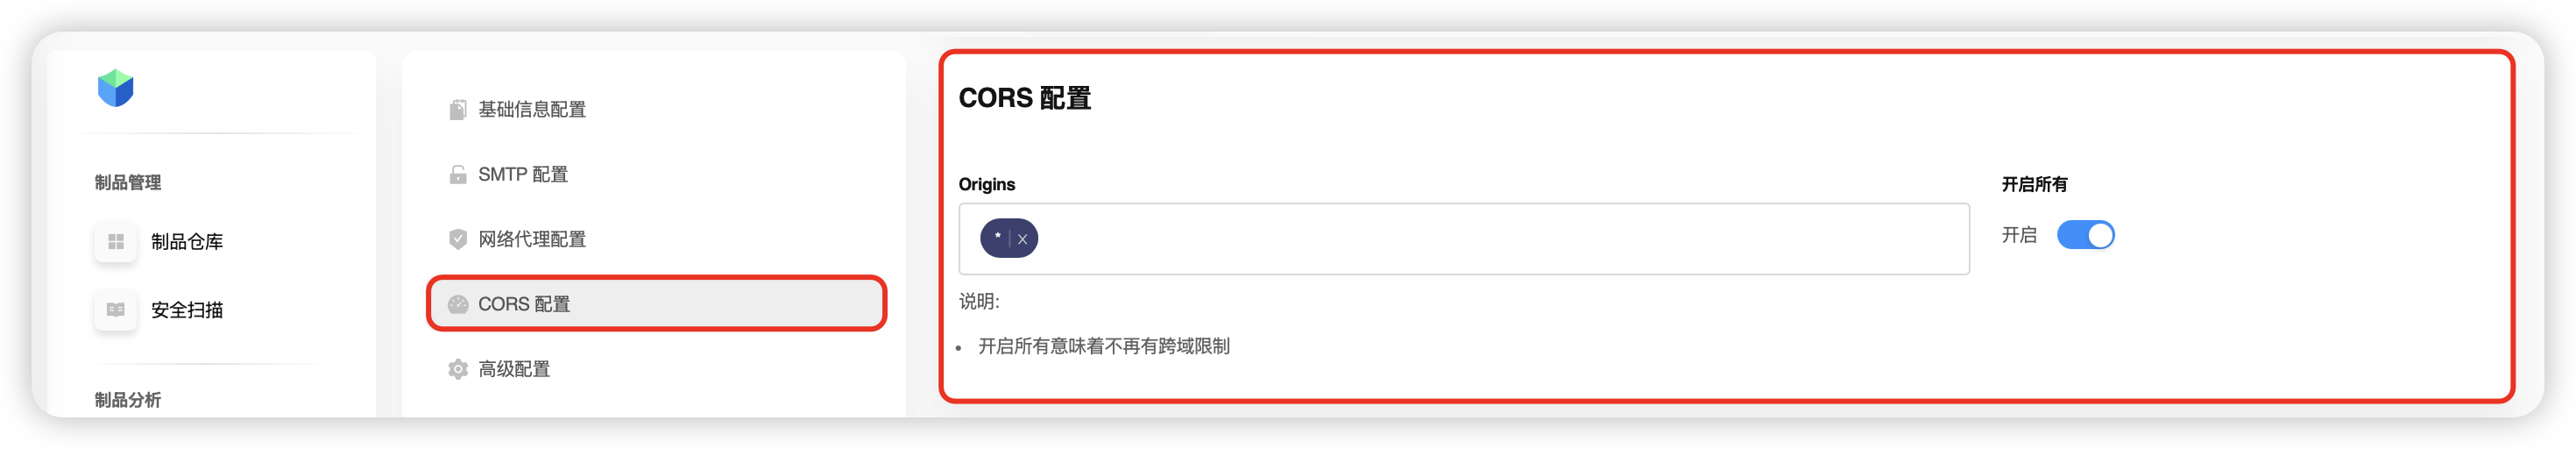 制品管理
制品仓库
安全扫描
制品分析
基础信息配置
SMTP 配置
网络代理配置
CORS 配置
高级配置
CORS 配置
Origins
* | X
开启所有
开启
说明:
• 开启所有意味着不再有跨域限制